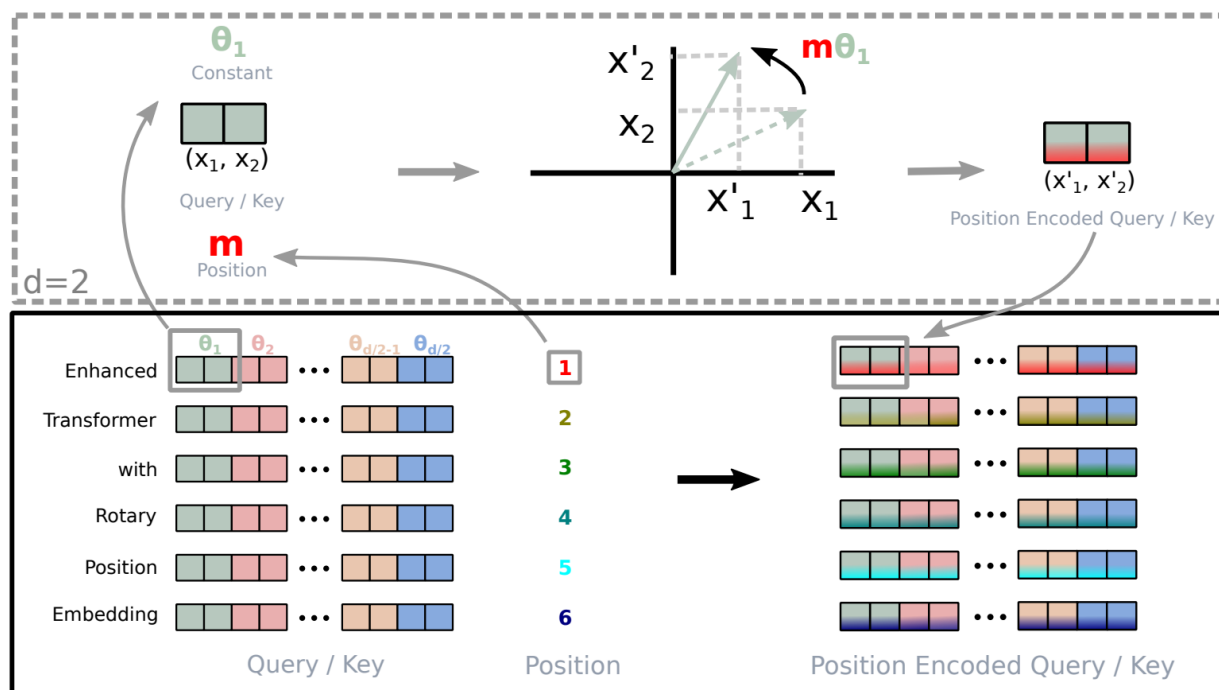 θ₁
Constant
(x₁, x₂)
Query / Key
m
Position
d=2
x'₂
x₂
x'₁
x₁
mθ₁
(x'₁, x'₂)
Position Encoded Query / Key
θ₁ θ₂ ••• θd/2-1 θd/2
Enhanced ••• 1 •••
Transformer ••• 2 •••
with ••• 3 •••
Rotary ••• 4 •••
Position ••• 5 •••
Embedding ••• 6 •••
Query / Key Position Position Encoded Query / Key